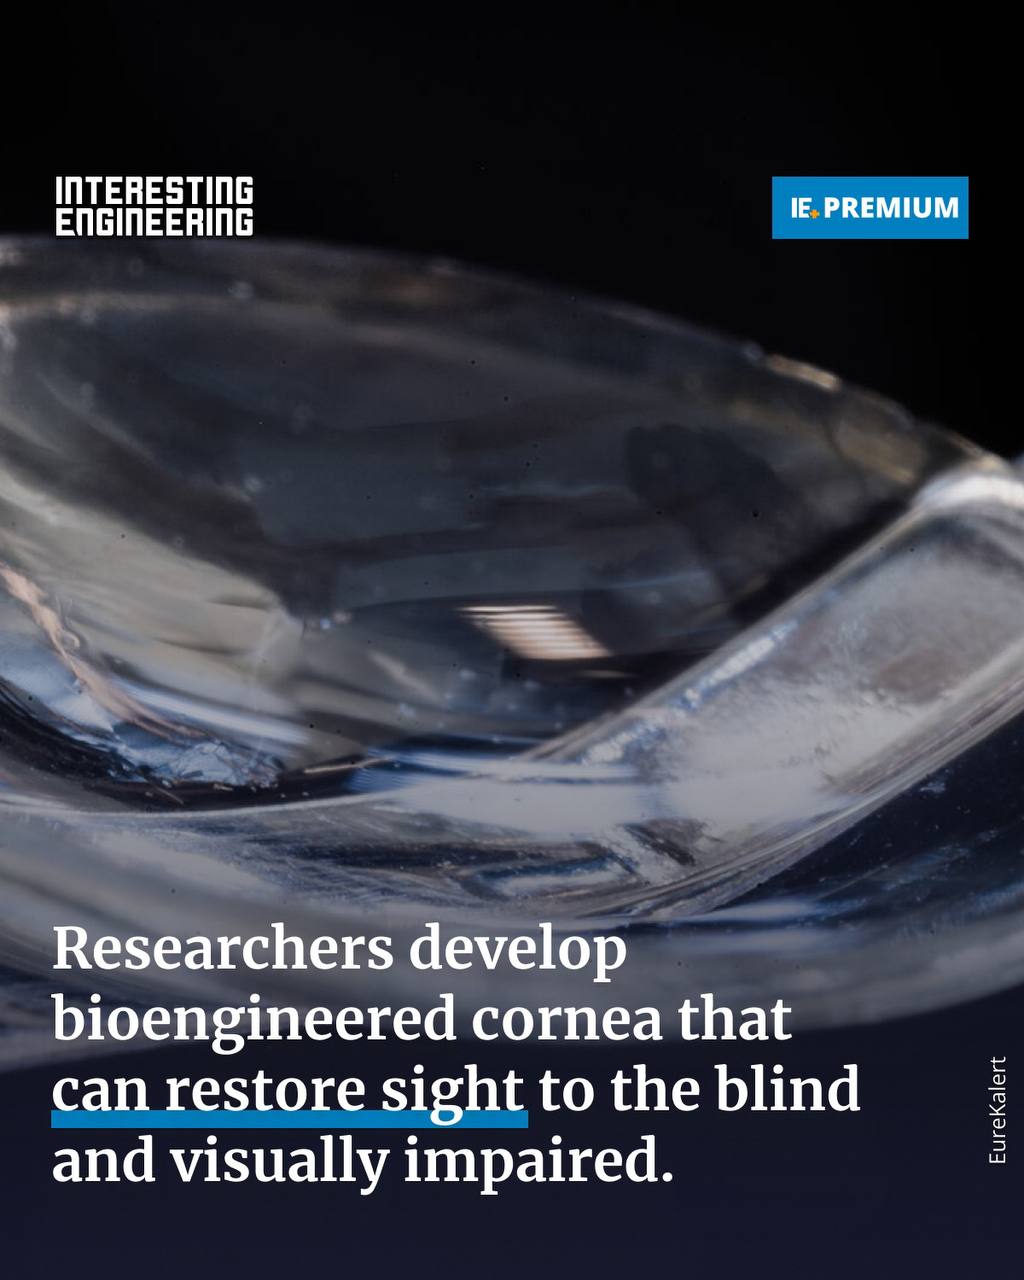 INTERESTING
ENGINEERING
IE+ PREMIUM
Researchers develop
bioengineered cornea that
can restore sight to the blind
and visually impaired.
EurekAlert